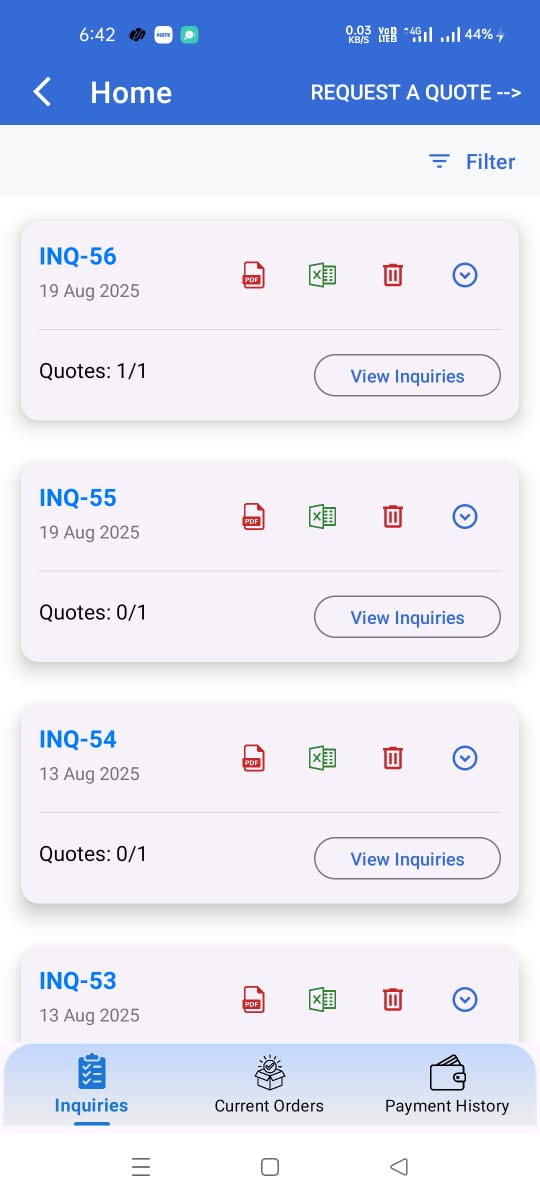 6:42
0.03 KB/S
VoD LTEB
4G
44%
Home
REQUEST A QUOTE -->
Filter
INQ-56
19 Aug 2025
PDF
Quotes: 1/1
View Inquiries
INQ-55
19 Aug 2025
PDF
Quotes: 0/1
View Inquiries
INQ-54
13 Aug 2025
PDF
Quotes: 0/1
View Inquiries
INQ-53
13 Aug 2025
PDF
Inquiries
Current Orders
Payment History